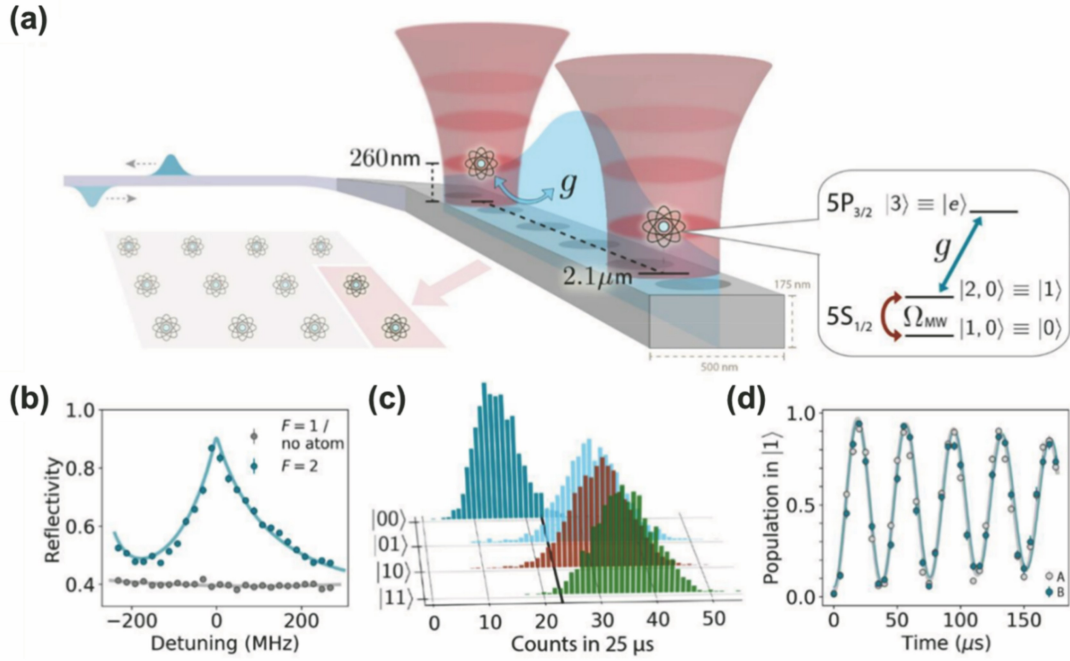 (a)
260nm
g
2.1μm
175 nm
500 nm
5P3/2 |3⟩ ≡ |e⟩
g
|2,0⟩ ≡ |1⟩
5S1/2 ΩMW
|1,0⟩ ≡ |0⟩
(b)
1.0
0.8
0.6
0.4
Reflectivity
F = 1 /
no atom
F = 2
−200 0 200
Detuning (MHz)
(c)
|00⟩
|01⟩
|10⟩
|11⟩
0 10 20 30 40 50
Counts in 25 μs
(d)
1.0
0.5
0.0
Population in |1⟩
A
B
0 50 100 150
Time (μs)